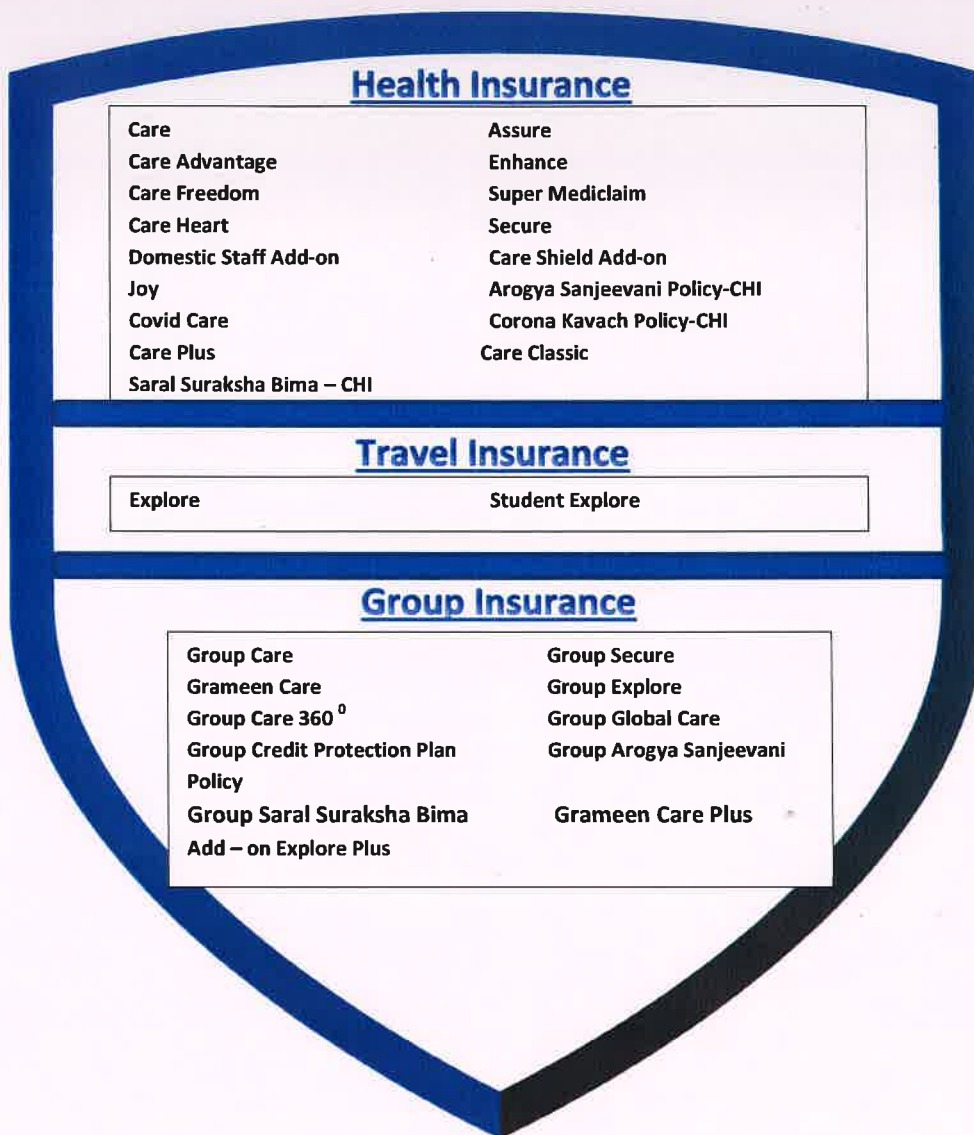 Health Insurance
Care Assure
Care Advantage Enhance
Care Freedom Super Mediclaim
Care Heart Secure
Domestic Staff Add-on Care Shield Add-on
Joy Arogya Sanjeevani Policy-CHI
Covid Care Corona Kavach Policy-CHI
Care Plus Care Classic
Saral Suraksha Bima – CHI
Travel Insurance
Explore Student Explore
Group Insurance
Group Care Group Secure
Grameen Care Group Explore
Group Care 360⁰ Group Global Care
Group Credit Protection Plan Group Arogya Sanjeevani
Policy
Group Saral Suraksha Bima Grameen Care Plus
Add – on Explore Plus